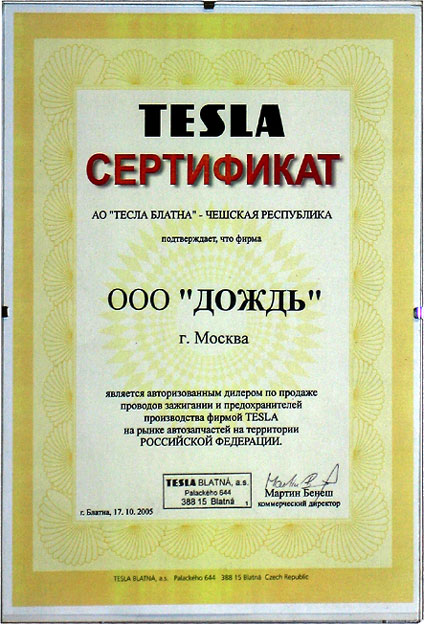 TESLA
СЕРТИФИКАТ
АО "ТЕСЛА БЛАТНА" - ЧЕШСКАЯ РЕСПУБЛИКА
подтверждает, что фирма
ООО "ДОЖДЬ"
г. Москва
является авторизованным дилером по продаже
проводов зажигании и предохранителей
производства фирмой TESLA
на рынке автозапчастей на территории
РОССИЙСКОЙ ФЕДЕРАЦИИ.
TESLA BLATNÁ, a.s.
Palackého 644
388 15 Blatná 1
Мартин Бенеш
коммерческий директор
г. Блатна, 17. 10. 2005
TESLA BLATNÁ, a.s. Palackého 644 388 15 Blatná Czech Republic